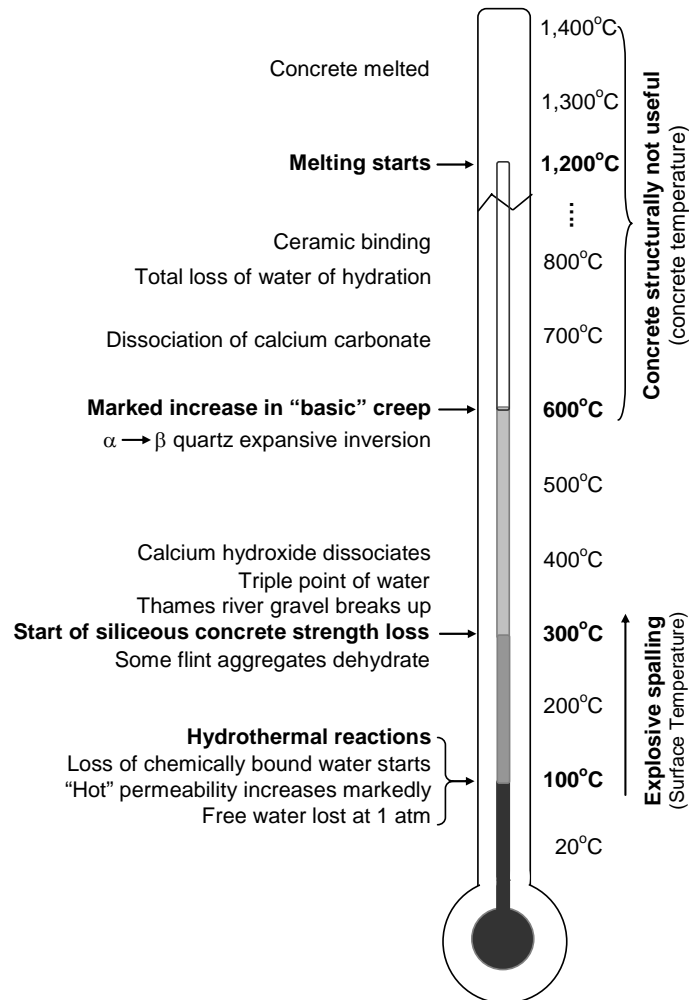 1,400°C
Concrete melted
1,300°C
Melting starts
1,200°C
....
Ceramic binding
800°C
Total loss of water of hydration
Dissociation of calcium carbonate
700°C
Marked increase in “basic” creep
600°C
α → β quartz expansive inversion
500°C
Calcium hydroxide dissociates
400°C
Triple point of water
Thames river gravel breaks up
Start of siliceous concrete strength loss
300°C
Some flint aggregates dehydrate
200°C
Hydrothermal reactions
Loss of chemically bound water starts
“Hot” permeability increases markedly
100°C
Free water lost at 1 atm
20°C
Concrete structurally not useful
(concrete temperature)
Explosive spalling
(Surface Temperature)